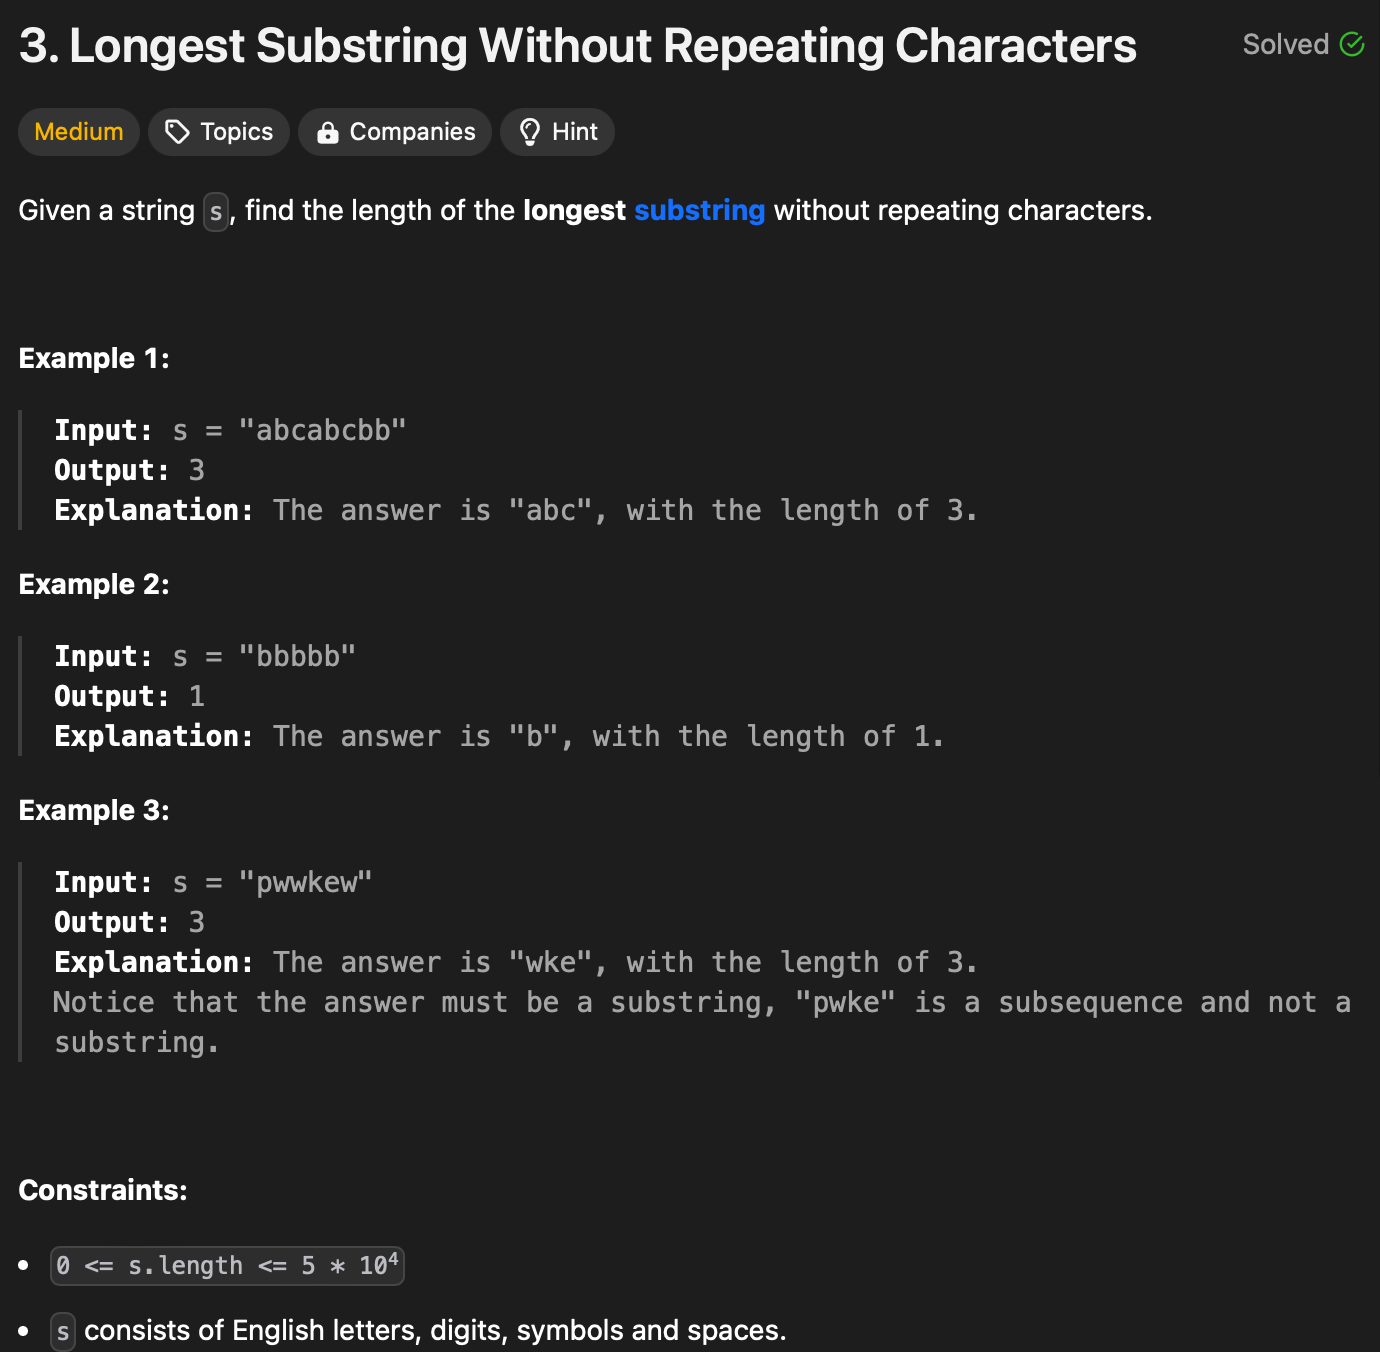 3. Longest Substring Without Repeating Characters
Solved
Medium
Topics
Companies
Hint
Given a string s, find the length of the longest substring without repeating characters.
Example 1:
Input: s = "abcabcbb"
Output: 3
Explanation: The answer is "abc", with the length of 3.
Example 2:
Input: s = "bbbbb"
Output: 1
Explanation: The answer is "b", with the length of 1.
Example 3:
Input: s = "pwwkew"
Output: 3
Explanation: The answer is "wke", with the length of 3.
Notice that the answer must be a substring, "pwke" is a subsequence and not a
substring.
Constraints:
• 0 <= s.length <= 5 * 10⁴
• s consists of English letters, digits, symbols and spaces.